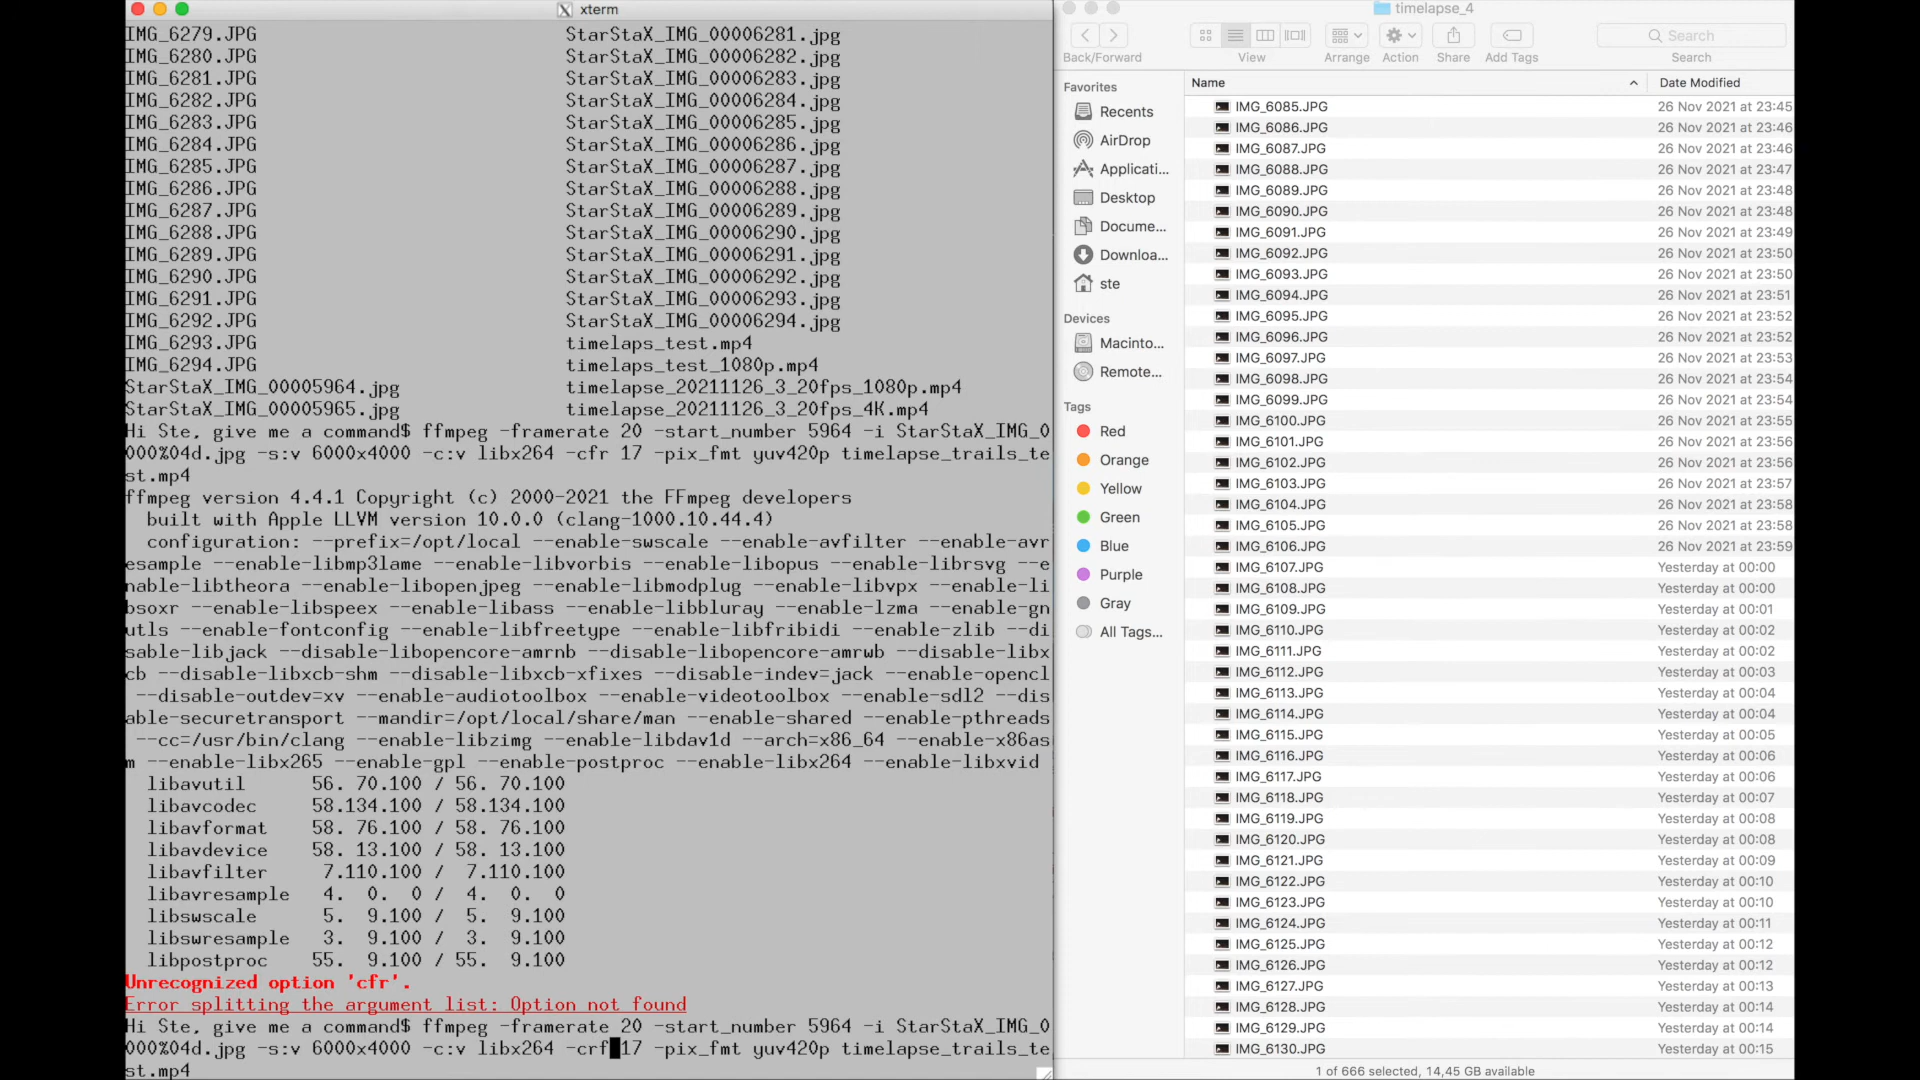 xterm
IMG_6279.JPG StarStaX_IMG_00006281.jpg
IMG_6280.JPG StarStaX_IMG_00006282.jpg
IMG_6281.JPG StarStaX_IMG_00006283.jpg
IMG_6282.JPG StarStaX_IMG_00006284.jpg
IMG_6283.JPG StarStaX_IMG_00006285.jpg
IMG_6284.JPG StarStaX_IMG_00006286.jpg
IMG_6285.JPG StarStaX_IMG_00006287.jpg
IMG_6286.JPG StarStaX_IMG_00006288.jpg
IMG_6287.JPG StarStaX_IMG_00006289.jpg
IMG_6288.JPG StarStaX_IMG_00006290.jpg
IMG_6289.JPG StarStaX_IMG_00006291.jpg
IMG_6290.JPG StarStaX_IMG_00006292.jpg
IMG_6291.JPG StarStaX_IMG_00006293.jpg
IMG_6292.JPG StarStaX_IMG_00006294.jpg
IMG_6293.JPG timelaps_test.mp4
IMG_6294.JPG timelaps_test_1080p.mp4
StarStaX_IMG_00005964.jpg timelapse_20211126_3_20fps_1080p.mp4
StarStaX_IMG_00005965.jpg timelapse_20211126_3_20fps_4K.mp4
Hi Ste, give me a command$ ffmpeg -framerate 20 -start_number 5964 -i StarStaX_IMG_0
000%04d.jpg -s:v 6000x4000 -c:v libx264 -cfr 17 -pix_fmt yuv420p timelapse_trails_te
st.mp4
ffmpeg version 4.4.1 Copyright (c) 2000-2021 the FFmpeg developers
built with Apple LLVM version 10.0.0 (clang-1000.10.44.4)
configuration: --prefix=/opt/local --enable-swscale --enable-avfilter --enable-avr
esample --enable-libmp3lame --enable-libvorbis --enable-libopus --enable-librsvg --e
nable-libtheora --enable-libopenjpeg --enable-libmodplug --enable-libvpx --enable-li
bsoxr --enable-libspeex --enable-libass --enable-libbluray --enable-lzma --enable-gn
utls --enable-fontconfig --enable-libfreetype --enable-libfribidi --enable-zlib --di
sable-libjack --disable-libopencore-amrnb --disable-libopencore-amrwb --disable-libx
cb --disable-libxcb-shm --disable-libxcb-xfixes --disable-indev=jack --enable-opencl
--disable-outdev=xv --enable-audiotoolbox --enable-videotoolbox --enable-sdl2 --dis
able-securetransport --mandir=/opt/local/share/man --enable-shared --enable-pthreads
--cc=/usr/bin/clang --enable-libzimg --enable-libdav1d --arch=x86_64 --enable-x86as
m --enable-libx265 --enable-gpl --enable-postproc --enable-libx264 --enable-libxvid
libavutil 56. 70.100 / 56. 70.100
libavcodec 58.134.100 / 58.134.100
libavformat 58. 76.100 / 58. 76.100
libavdevice 58. 13.100 / 58. 13.100
libavfilter 7.110.100 / 7.110.100
libavresample 4. 0. 0 / 4. 0. 0
libswscale 5. 9.100 / 5. 9.100
libswresample 3. 9.100 / 3. 9.100
libpostproc 55. 9.100 / 55. 9.100
Unrecognized option 'cfr'.
Error splitting the argument list: Option not found
Hi Ste, give me a command$ ffmpeg -framerate 20 -start_number 5964 -i StarStaX_IMG_0
000%04d.jpg -s:v 6000x4000 -c:v libx264 -crf 17 -pix_fmt yuv420p timelapse_trails_te
st.mp4
timelapse_4
Search
Back/Forward View Arrange Action Share Add Tags Search
Favorites
Recents
AirDrop
Applicati...
Desktop
Docume...
Downloa...
ste
Devices
Macinto...
Remote...
Tags
Red
Orange
Yellow
Green
Blue
Purple
Gray
All Tags...
Name Date Modified
IMG_6085.JPG 26 Nov 2021 at 23:45
IMG_6086.JPG 26 Nov 2021 at 23:46
IMG_6087.JPG 26 Nov 2021 at 23:46
IMG_6088.JPG 26 Nov 2021 at 23:47
IMG_6089.JPG 26 Nov 2021 at 23:48
IMG_6090.JPG 26 Nov 2021 at 23:48
IMG_6091.JPG 26 Nov 2021 at 23:49
IMG_6092.JPG 26 Nov 2021 at 23:50
IMG_6093.JPG 26 Nov 2021 at 23:50
IMG_6094.JPG 26 Nov 2021 at 23:51
IMG_6095.JPG 26 Nov 2021 at 23:52
IMG_6096.JPG 26 Nov 2021 at 23:52
IMG_6097.JPG 26 Nov 2021 at 23:53
IMG_6098.JPG 26 Nov 2021 at 23:54
IMG_6099.JPG 26 Nov 2021 at 23:54
IMG_6100.JPG 26 Nov 2021 at 23:55
IMG_6101.JPG 26 Nov 2021 at 23:56
IMG_6102.JPG 26 Nov 2021 at 23:56
IMG_6103.JPG 26 Nov 2021 at 23:57
IMG_6104.JPG 26 Nov 2021 at 23:58
IMG_6105.JPG 26 Nov 2021 at 23:58
IMG_6106.JPG 26 Nov 2021 at 23:59
IMG_6107.JPG Yesterday at 00:00
IMG_6108.JPG Yesterday at 00:00
IMG_6109.JPG Yesterday at 00:01
IMG_6110.JPG Yesterday at 00:02
IMG_6111.JPG Yesterday at 00:02
IMG_6112.JPG Yesterday at 00:03
IMG_6113.JPG Yesterday at 00:04
IMG_6114.JPG Yesterday at 00:04
IMG_6115.JPG Yesterday at 00:05
IMG_6116.JPG Yesterday at 00:06
IMG_6117.JPG Yesterday at 00:06
IMG_6118.JPG Yesterday at 00:07
IMG_6119.JPG Yesterday at 00:08
IMG_6120.JPG Yesterday at 00:08
IMG_6121.JPG Yesterday at 00:09
IMG_6122.JPG Yesterday at 00:10
IMG_6123.JPG Yesterday at 00:10
IMG_6124.JPG Yesterday at 00:11
IMG_6125.JPG Yesterday at 00:12
IMG_6126.JPG Yesterday at 00:12
IMG_6127.JPG Yesterday at 00:13
IMG_6128.JPG Yesterday at 00:14
IMG_6129.JPG Yesterday at 00:14
IMG_6130.JPG Yesterday at 00:15
1 of 666 selected, 14,45 GB available